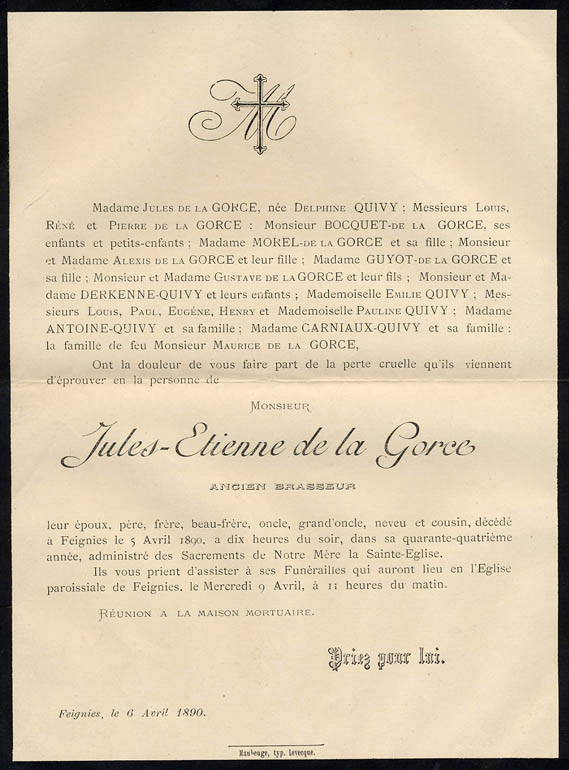 M
Madame JULES DE LA GORCE, née DELPHINE QUIVY ; Messieurs LOUIS,
RÉNÉ et PIERRE DE LA GORCE : Monsieur BOCQUET-DE LA GORCE, ses
enfants et petits-enfants ; Madame MOREL-DE LA GORCE et sa fille ; Monsieur
et Madame ALEXIS DE LA GORCE et leur fille ; Madame GUYOT-DE LA GORCE et
sa fille ; Monsieur et Madame GUSTAVE DE LA GORCE et leur fils ; Monsieur et Ma-
dame DERKENNE-QUIVY et leurs enfants ; Mademoiselle EMILIE QUIVY ; Mes-
sieurs LOUIS, PAUL, EUGÉNE, HENRY et Mademoiselle PAULINE QUIVY ; Madame
ANTOINE-QUIVY et sa famille ; Madame CARNIAUX-QUIVY et sa famille :
la famille de feu Monsieur MAURICE DE LA GORCE,
Ont la douleur de vous faire part de la perte cruelle qu'ils viennent
d'éprouver en la personne de
MONSIEUR
Jules-Etienne de la Gorce
ANCIEN BRASSEUR
leur époux, père, frère, beau-frère, oncle, grand'oncle, neveu et cousin, décédé
à Feignies le 5 Avril 1890, a dix heures du soir, dans sa quarante-quatrième
année, administré des Sacrements de Notre Mère la Sainte-Eglise.
Ils vous prient d'assister à ses Funérailles qui auront lieu en l'Eglise
paroissiale de Feignies, le Mercredi 9 Avril, à 11 heures du matin.
RÉUNION A LA MAISON MORTUAIRE.
Priez pour lui.
Feignies, le 6 Avril 1890.
Maubeuge, typ. Levecque.